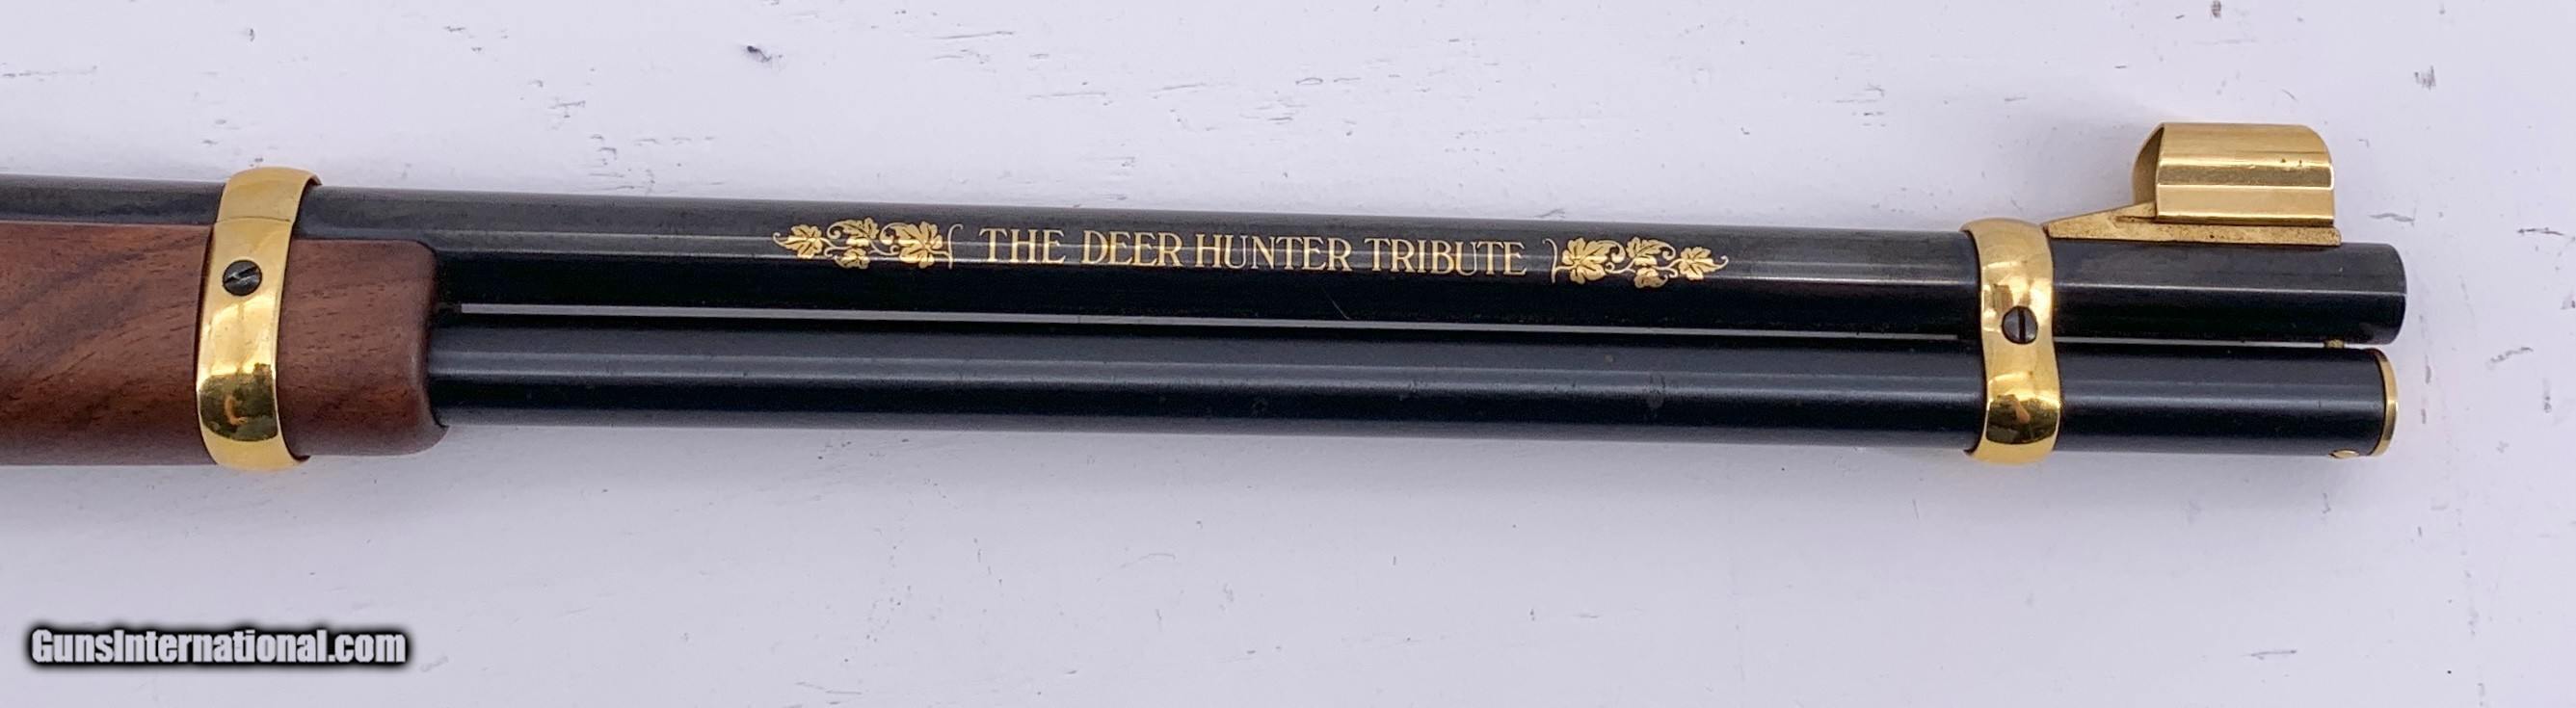 THE DEER HUNTER TRIBUTE
GunsInternational.com